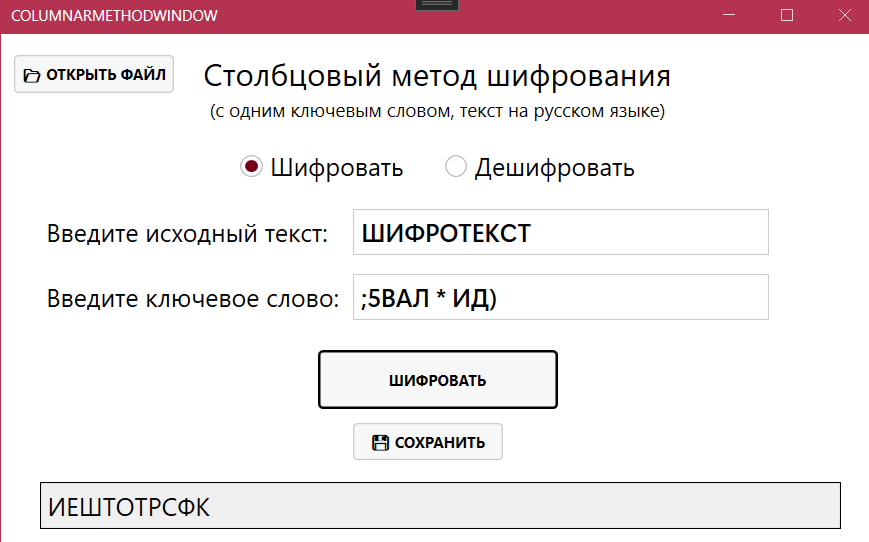 COLUMNARMETHODWINDOW
ОТКРЫТЬ ФАЙЛ
Столбцовый метод шифрования
(с одним ключевым словом, текст на русском языке)
Шифровать Дешифровать
Введите исходный текст: ШИФРОТЕКСТ
Введите ключевое слово: ;5ВАЛ * ИД)
ШИФРОВАТЬ
СОХРАНИТЬ
ИЕШТОТРСФК